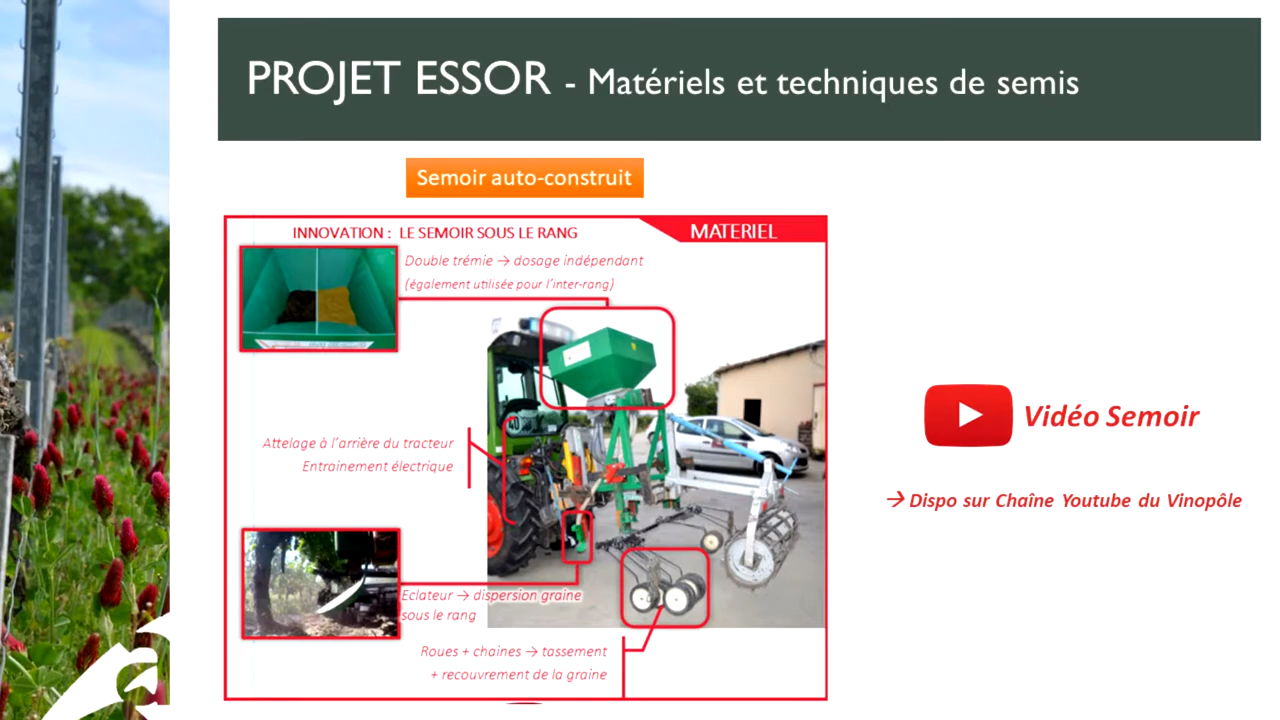 PROJET ESSOR - Matériels et techniques de semis
Semoir auto-construit
INNOVATION : LE SEMOIR SOUS LE RANG
MATERIEL
Double trémie → dosage indépendant
(également utilisée pour l'inter-rang)
Attelage à l'arrière du tracteur
Entrainement électrique
Eclateur → dispersion graine
sous le rang
Roues + chaines → tassement
+ recouvrement de la graine
Vidéo Semoir
→ Dispo sur Chaîne Youtube du Vinopôle